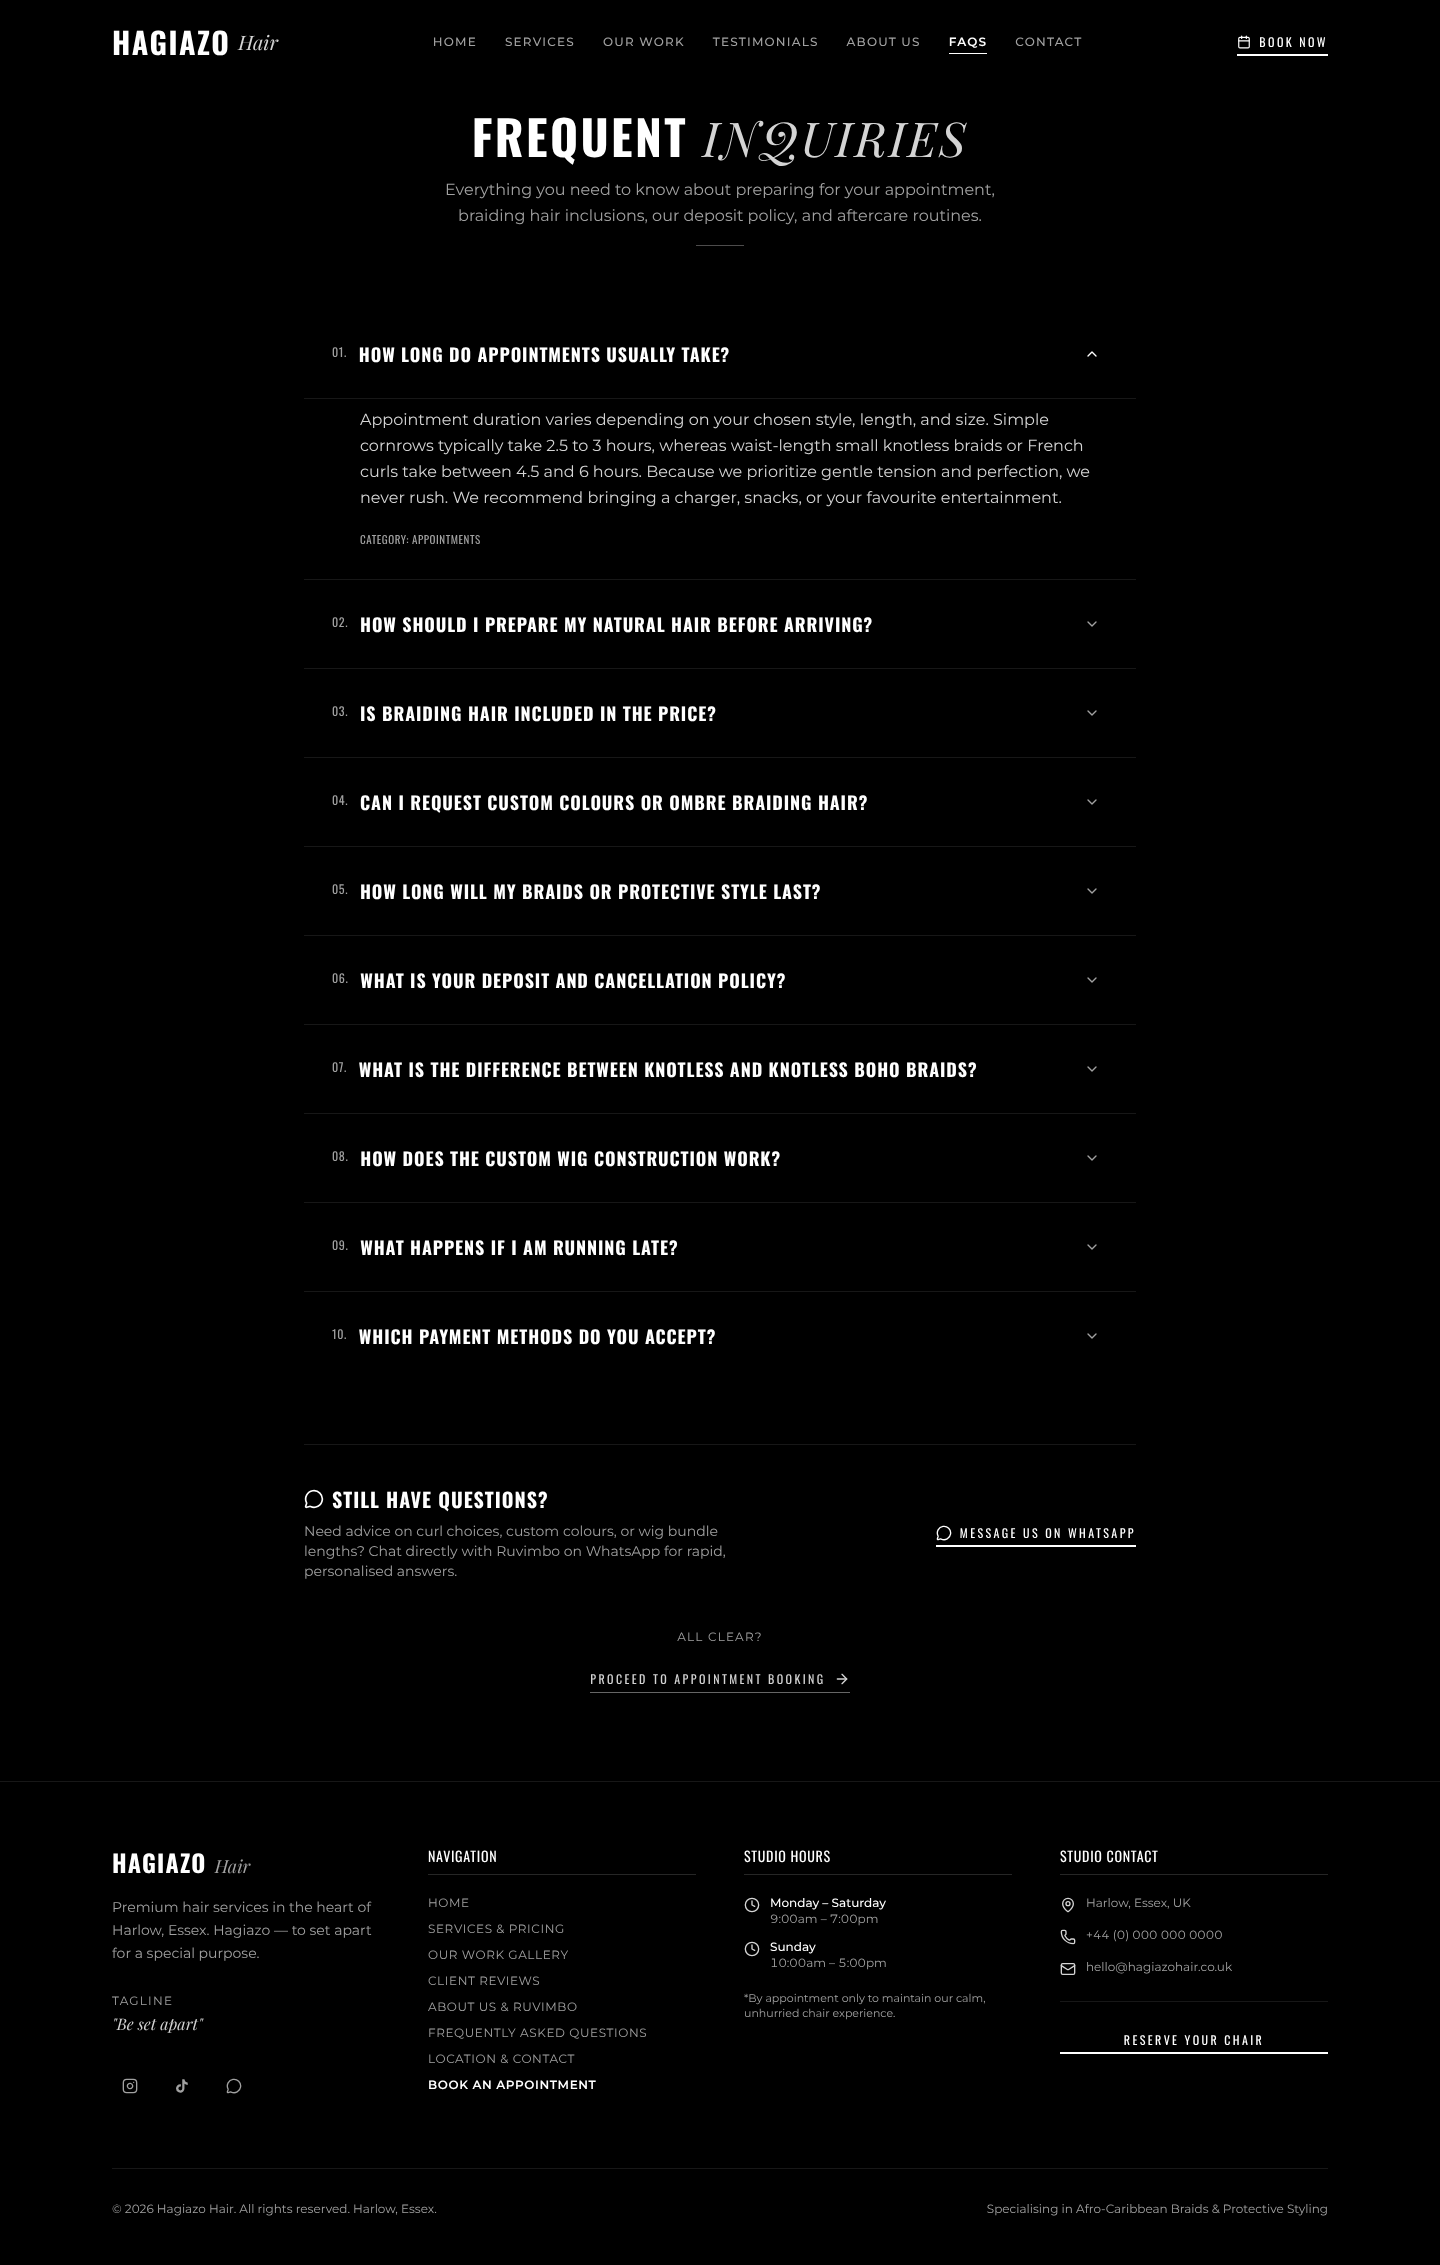 HAGIAZO Hair
HOME
SERVICES
OUR WORK
TESTIMONIALS
ABOUT US
FAQS
CONTACT
BOOK NOW
FREQUENT INQUIRIES
Everything you need to know about preparing for your appointment,
braiding hair inclusions, our deposit policy, and aftercare routines.
01. HOW LONG DO APPOINTMENTS USUALLY TAKE?
Appointment duration varies depending on your chosen style, length, and size. Simple
cornrows typically take 2.5 to 3 hours, whereas waist-length small knotless braids or French
curls take between 4.5 and 6 hours. Because we prioritize gentle tension and perfection, we
never rush. We recommend bringing a charger, snacks, or your favourite entertainment.
CATEGORY: APPOINTMENTS
02. HOW SHOULD I PREPARE MY NATURAL HAIR BEFORE ARRIVING?
03. IS BRAIDING HAIR INCLUDED IN THE PRICE?
04. CAN I REQUEST CUSTOM COLOURS OR OMBRE BRAIDING HAIR?
05. HOW LONG WILL MY BRAIDS OR PROTECTIVE STYLE LAST?
06. WHAT IS YOUR DEPOSIT AND CANCELLATION POLICY?
07. WHAT IS THE DIFFERENCE BETWEEN KNOTLESS AND KNOTLESS BOHO BRAIDS?
08. HOW DOES THE CUSTOM WIG CONSTRUCTION WORK?
09. WHAT HAPPENS IF I AM RUNNING LATE?
10. WHICH PAYMENT METHODS DO YOU ACCEPT?
STILL HAVE QUESTIONS?
Need advice on curl choices, custom colours, or wig bundle
lengths? Chat directly with Ruvimbo on WhatsApp for rapid,
personalised answers.
MESSAGE US ON WHATSAPP
ALL CLEAR?
PROCEED TO APPOINTMENT BOOKING
HAGIAZO Hair
Premium hair services in the heart of
Harlow, Essex. Hagiazo — to set apart
for a special purpose.
TAGLINE
"Be set apart"
NAVIGATION
HOME
SERVICES & PRICING
OUR WORK GALLERY
CLIENT REVIEWS
ABOUT US & RUVIMBO
FREQUENTLY ASKED QUESTIONS
LOCATION & CONTACT
BOOK AN APPOINTMENT
STUDIO HOURS
Monday – Saturday
9:00am – 7:00pm
Sunday
10:00am – 5:00pm
*By appointment only to maintain our calm,
unhurried chair experience.
STUDIO CONTACT
Harlow, Essex, UK
+44 (0) 000 000 0000
hello@hagiazohair.co.uk
RESERVE YOUR CHAIR
© 2026 Hagiazo Hair. All rights reserved. Harlow, Essex.
Specialising in Afro-Caribbean Braids & Protective Styling